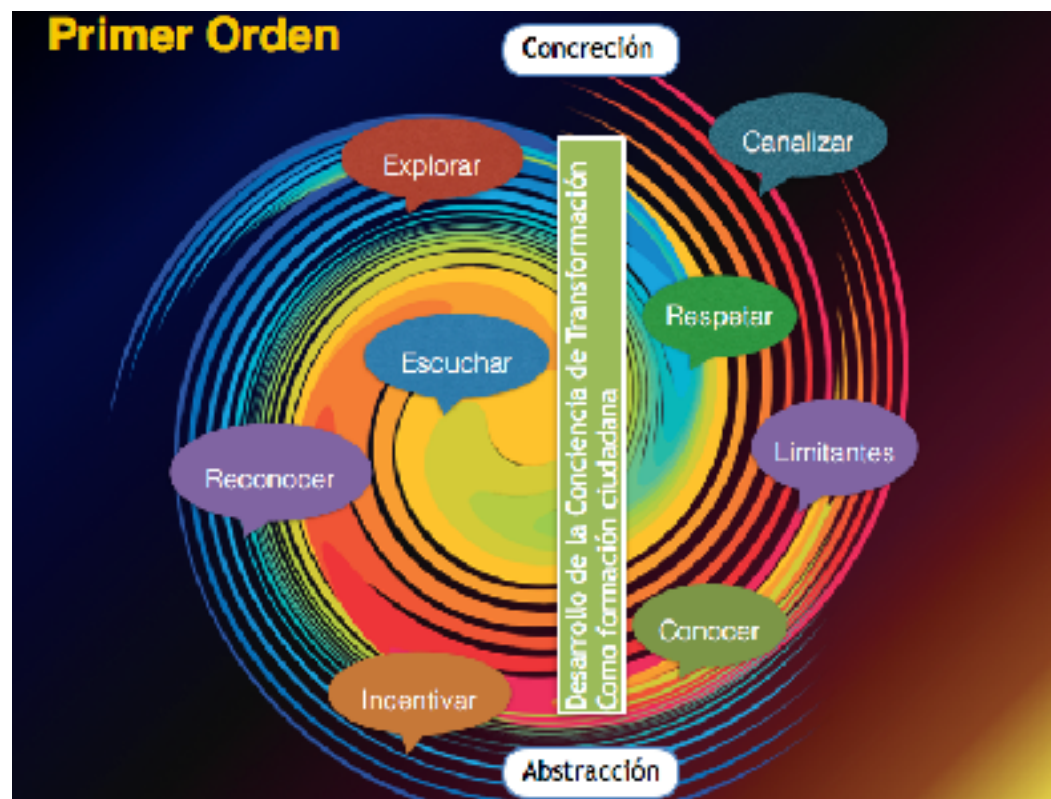 Primer Orden
Concreción
Canalizar
Explorar
Respetar
Escuchar
Limitantes
Reconocer
Conocer
Incentivar
Desarrollo de la Conciencia de Transformación
Como formación ciudadana
Abstracción